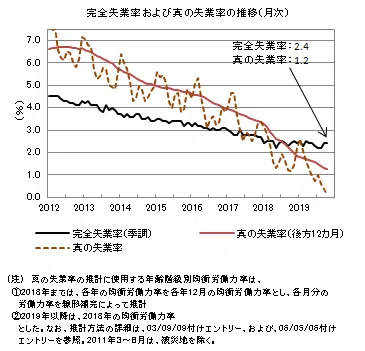 完全失業率および真の失業率の推移(月次)
7.0
6.0
5.0
4.0
3.0
2.0
1.0
0.0
(%)
完全失業率：2.4
真の失業率：1.2
2012 2013 2014 2015 2016 2017 2018 2019
完全失業率(季調)
真の失業率(後方12カ月)
真の失業率
(注) 真の失業率の推計に使用する年齢階級別均衡労働力率は、
①2018年までは、各年の均衡労働力率を各年12月の均衡労働力率とし、各月分の
労働力率を線形補完によって推計
②2019年以降は、2018年の均衡労働力率
とした。なお、推計方法の詳細は、03/09/09付けエントリー、および、06/05/06付け
エントリーを参照。2011年3～8月は、被災地を除く。